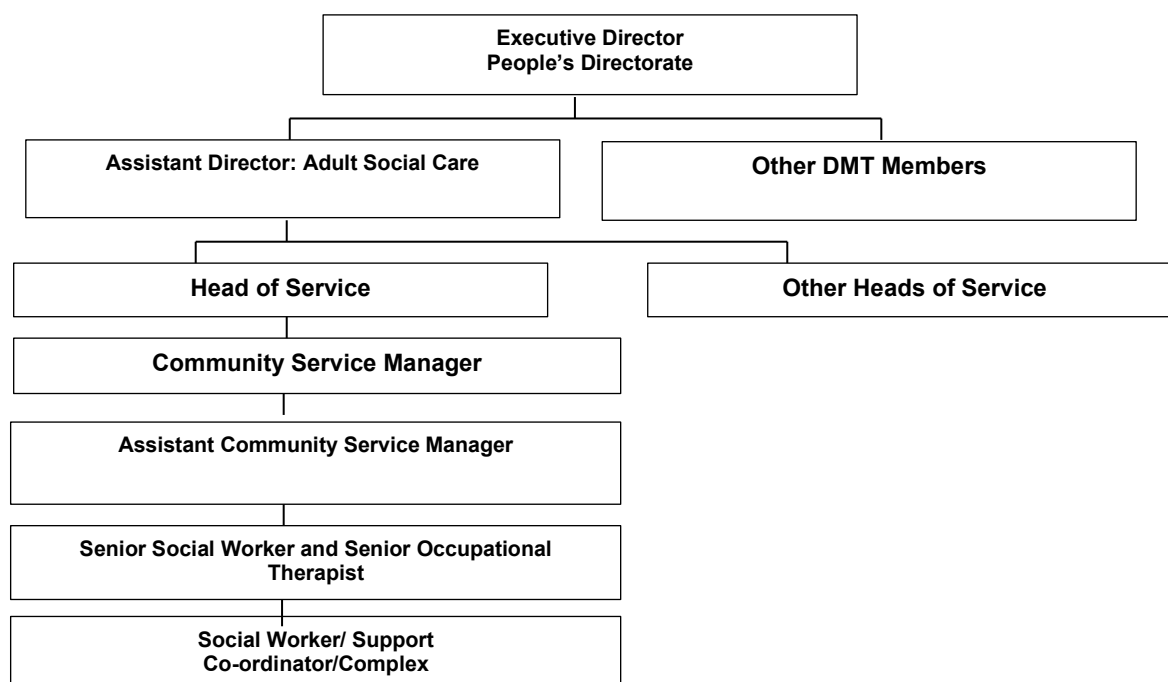 Executive Director
People’s Directorate
Assistant Director: Adult Social Care
Other DMT Members
Head of Service
Other Heads of Service
Community Service Manager
Assistant Community Service Manager
Senior Social Worker and Senior Occupational
Therapist
Social Worker/ Support
Co-ordinator/Complex